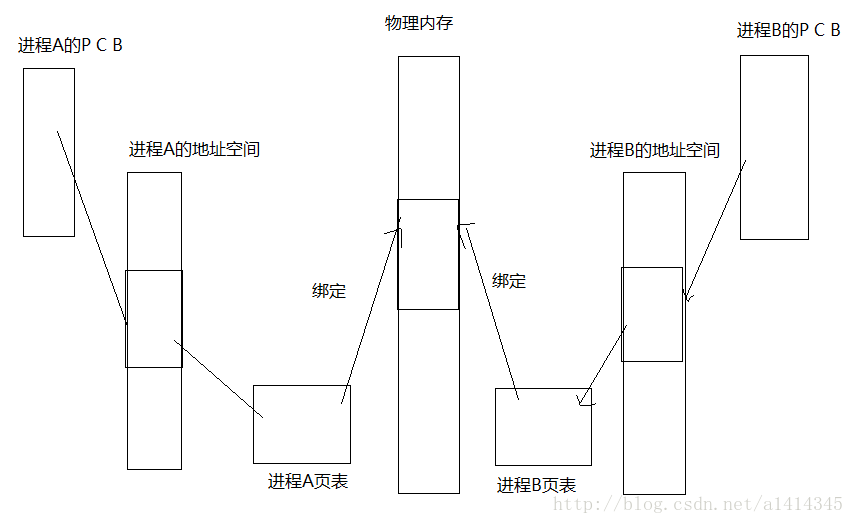 物理内存
进程A的P C B
进程B的P C B
进程A的地址空间
进程B的地址空间
绑定
绑定
进程A页表
进程B页表
http://blog.csdn.net/a1414345